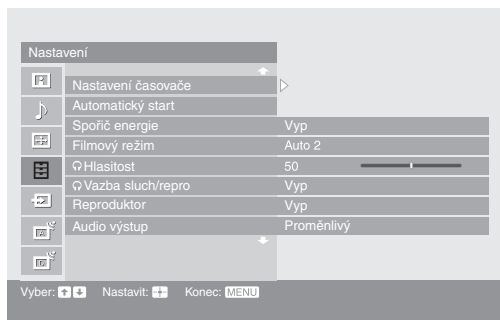 Nastavení
Nastavení časovače
Automatický start
Spořič energie Vyp
Filmový režim Auto 2
Hlasitost 50
Vazba sluch/repro Vyp
Reproduktor Vyp
Audio výstup Proměnlivý
Vyber: Nastavit: Konec: MENU